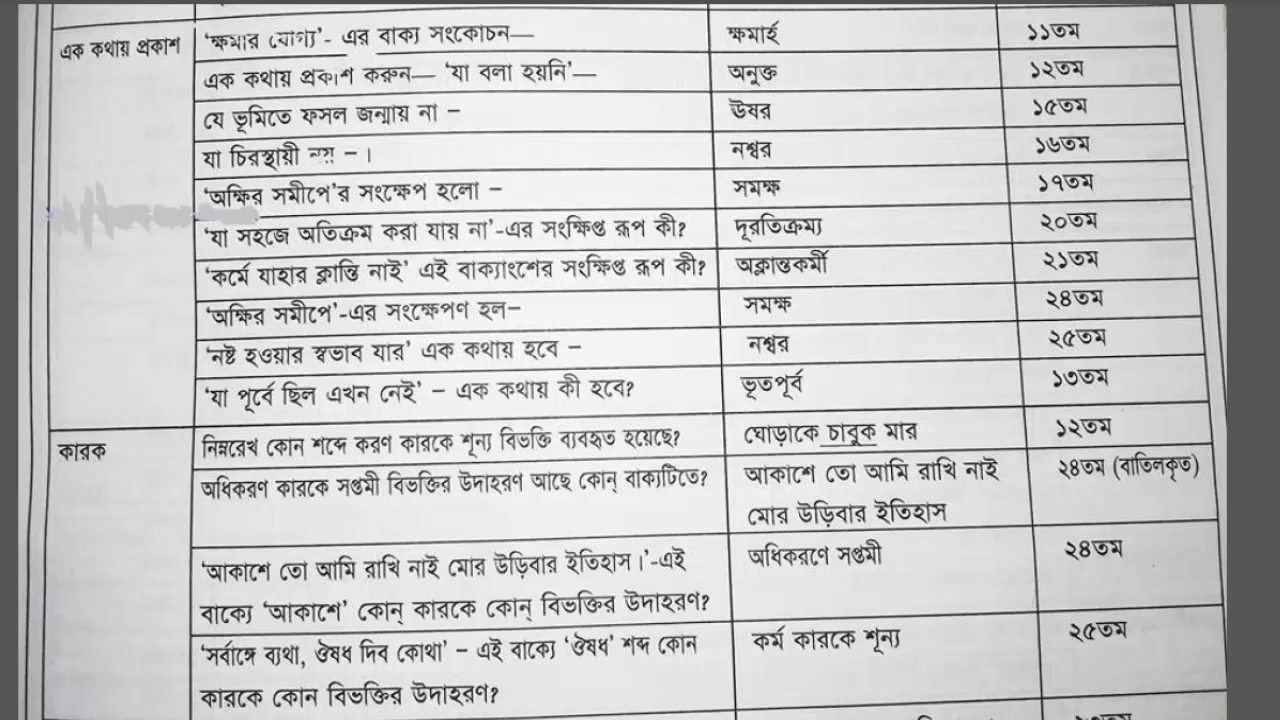 এক কথায় প্রকাশ
‘ক্ষমার যোগ্য’- এর বাক্য সংকোচন— ক্ষমার্হ ১১তম
এক কথায় প্রকাশ করুন— ‘যা বলা হয়নি’— অনুক্ত ১২তম
যে ভূমিতে ফসল জন্মায় না – ঊষর ১৫তম
যা চিরস্থায়ী নয় – । নশ্বর ১৬তম
‘অক্ষির সমীপে’র সংক্ষেপ হলো – সমক্ষ ১৭তম
‘যা সহজে অতিক্রম করা যায় না’-এর সংক্ষিপ্ত রূপ কী? দূরতিক্রম্য ২০তম
‘কর্মে যাহার ক্লান্তি নাই’ এই বাক্যাংশের সংক্ষিপ্ত রূপ কী? অক্লান্তকর্মী ২১তম
‘অক্ষির সমীপে’-এর সংক্ষেপণ হল– সমক্ষ ২৪তম
‘নষ্ট হওয়ার স্বভাব যার’ এক কথায় হবে – নশ্বর ২৫তম
‘যা পূর্বে ছিল এখন নেই’ – এক কথায় কী হবে? ভূতপূর্ব ১৩তম
কারক
নিম্নরেখ কোন শব্দে করণ কারকে শূন্য বিভক্তি ব্যবহৃত হয়েছে? ঘোড়াকে চাবুক মার ১২তম
অধিকরণ কারকে সপ্তমী বিভক্তির উদাহরণ আছে কোন্ বাক্যটিতে? আকাশে তো আমি রাখি নাই ২৪তম (বাতিলকৃত)
মোর উড়িবার ইতিহাস
‘আকাশে তো আমি রাখি নাই মোর উড়িবার ইতিহাস।’-এই অধিকরণে সপ্তমী ২৪তম
বাক্যে ‘আকাশে’ কোন্ কারকে কোন্ বিভক্তির উদাহরণ?
‘সর্বাঙ্গে ব্যথা, ঔষধ দিব কোথা’ – এই বাক্যে ‘ঔষধ’ শব্দ কোন কর্ম কারকে শূন্য ২৫তম
কারকে কোন বিভক্তির উদাহরণ?